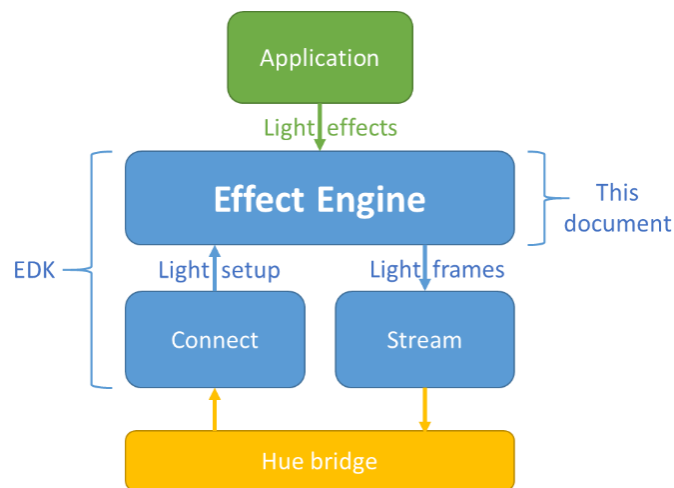 Application
Light effects
Effect Engine
This
document
EDK
Light setup
Light frames
Connect
Stream
Hue bridge